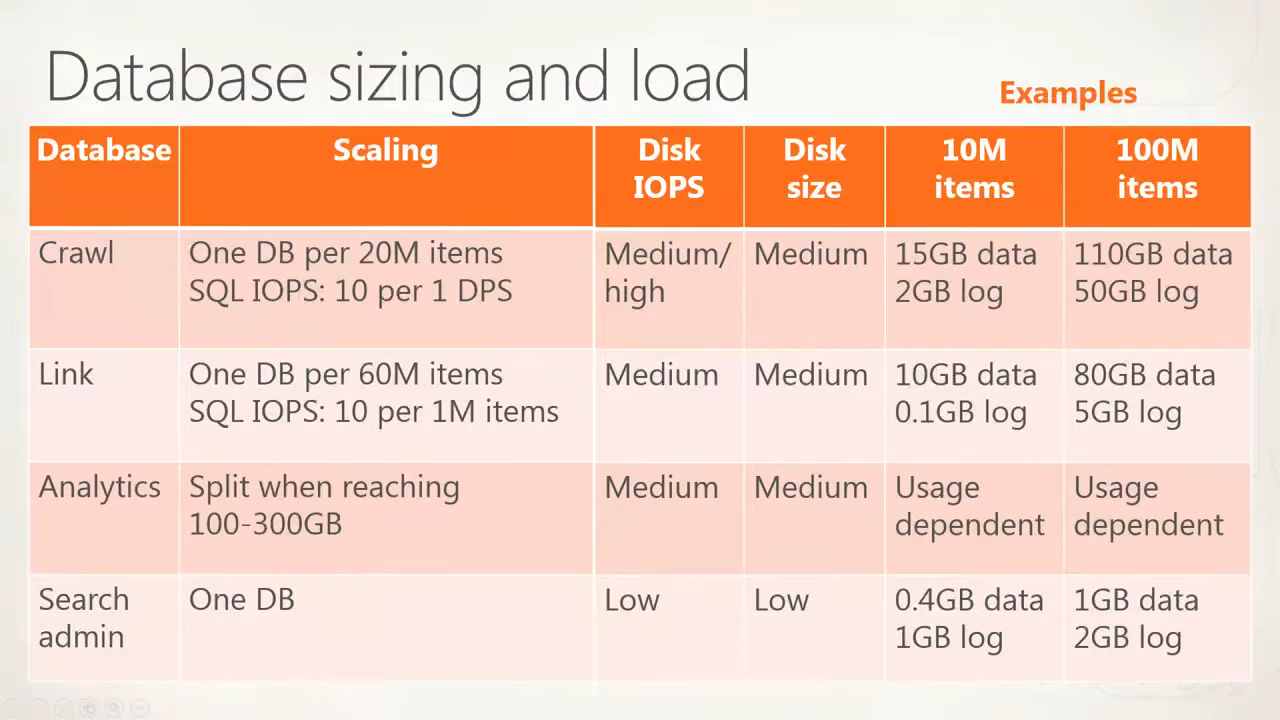 Database sizing and load
Examples
Database
Scaling
Disk
IOPS
Disk
size
10M
items
100M
items
Crawl
One DB per 20M items
SQL IOPS: 10 per 1 DPS
Medium/
high
Medium
15GB data
2GB log
110GB data
50GB log
Link
One DB per 60M items
SQL IOPS: 10 per 1M items
Medium
Medium
10GB data
0.1GB log
80GB data
5GB log
Analytics
Split when reaching
100-300GB
Medium
Medium
Usage
dependent
Usage
dependent
Search
admin
One DB
Low
Low
0.4GB data
1GB log
1GB data
2GB log